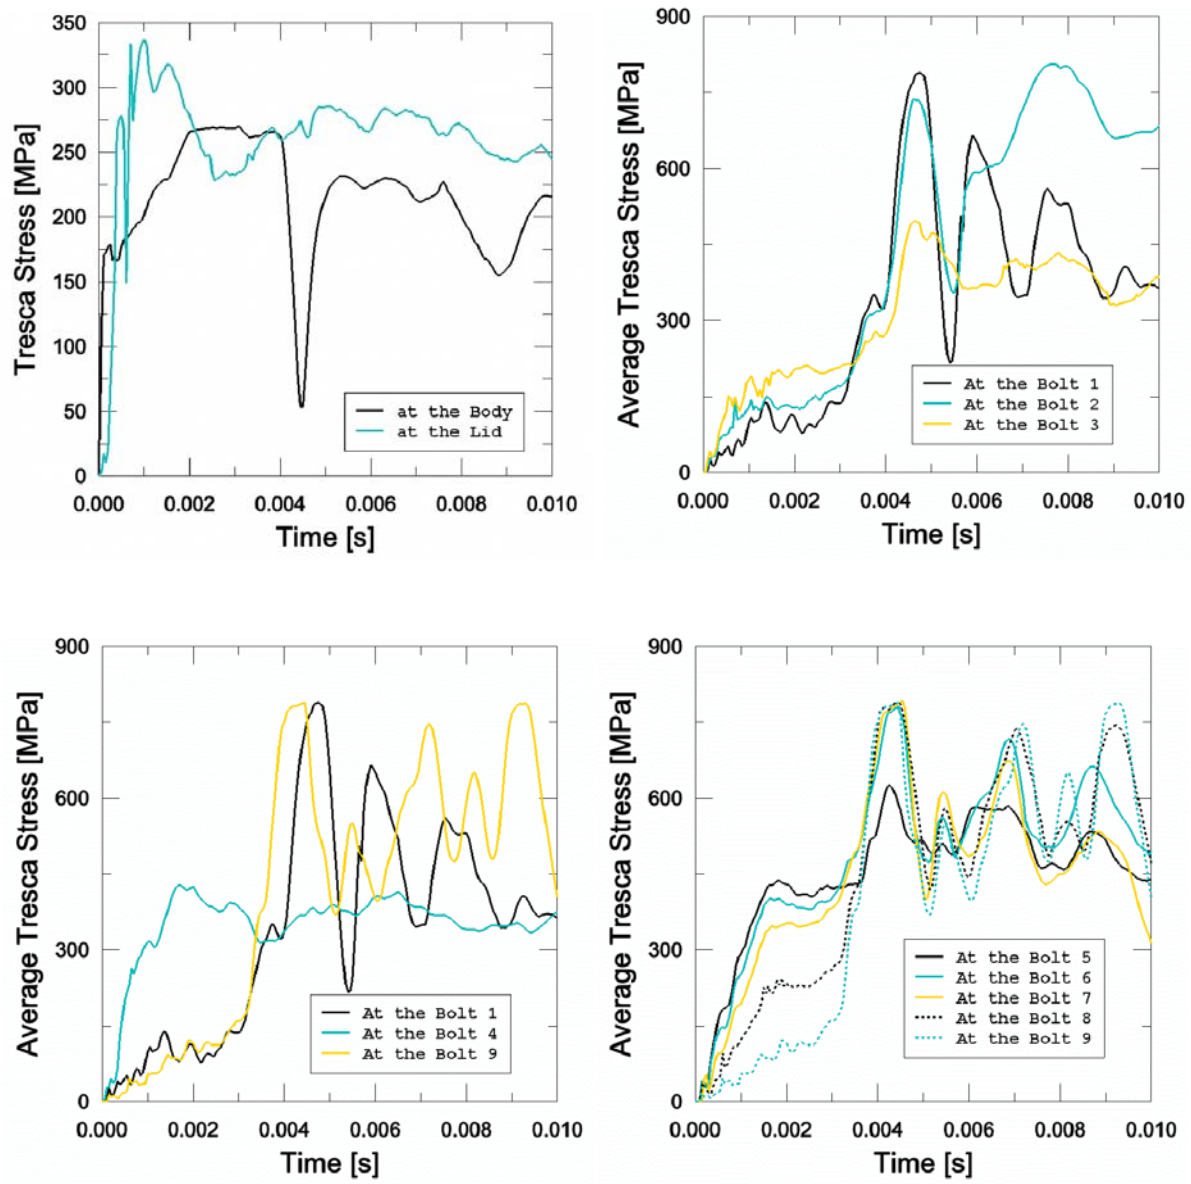 350
300
250
200
150
100
50
0
Tresca Stress [MPa]
at the Body
at the Lid
0.000 0.002 0.004 0.006 0.008 0.010
Time [s]
900
600
300
0
Average Tresca Stress [MPa]
At the Bolt 1
At the Bolt 2
At the Bolt 3
0.000 0.002 0.004 0.006 0.008 0.010
Time [s]
900
600
300
0
Average Tresca Stress [MPa]
At the Bolt 1
At the Bolt 4
At the Bolt 9
0.000 0.002 0.004 0.006 0.008 0.010
Time [s]
900
600
300
0
Average Tresca Stress [MPa]
At the Bolt 5
At the Bolt 6
At the Bolt 7
At the Bolt 8
At the Bolt 9
0.000 0.002 0.004 0.006 0.008 0.010
Time [s]